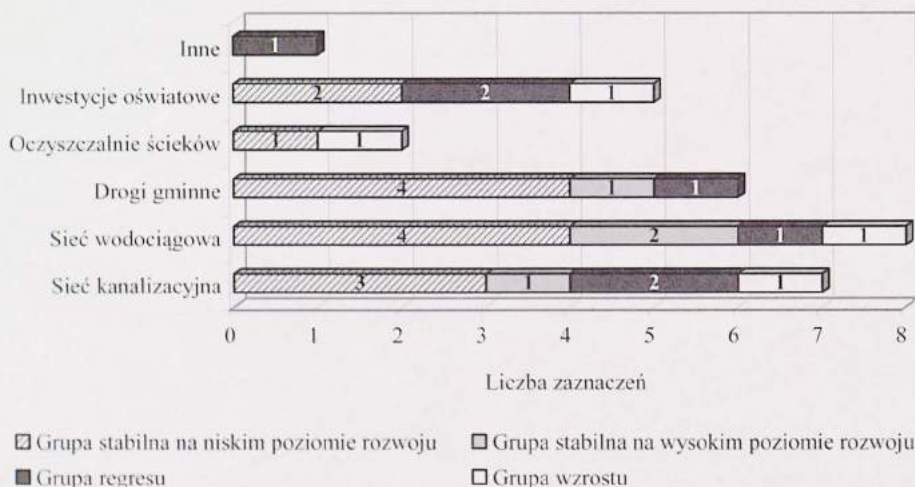 Inne 1
Inwestycje oświatowe 2 2 1
Oczyszczalnie ścieków 1 1
Drogi gminne 4 1 1
Sieć wodociągowa 4 2 1 1
Sieć kanalizacyjna 3 1 2 1
0 1 2 3 4 5 6 7 8
Liczba zaznaczeń
Grupa stabilna na niskim poziomie rozwoju Grupa stabilna na wysokim poziomie rozwoju
Grupa regresu Grupa wzrostu